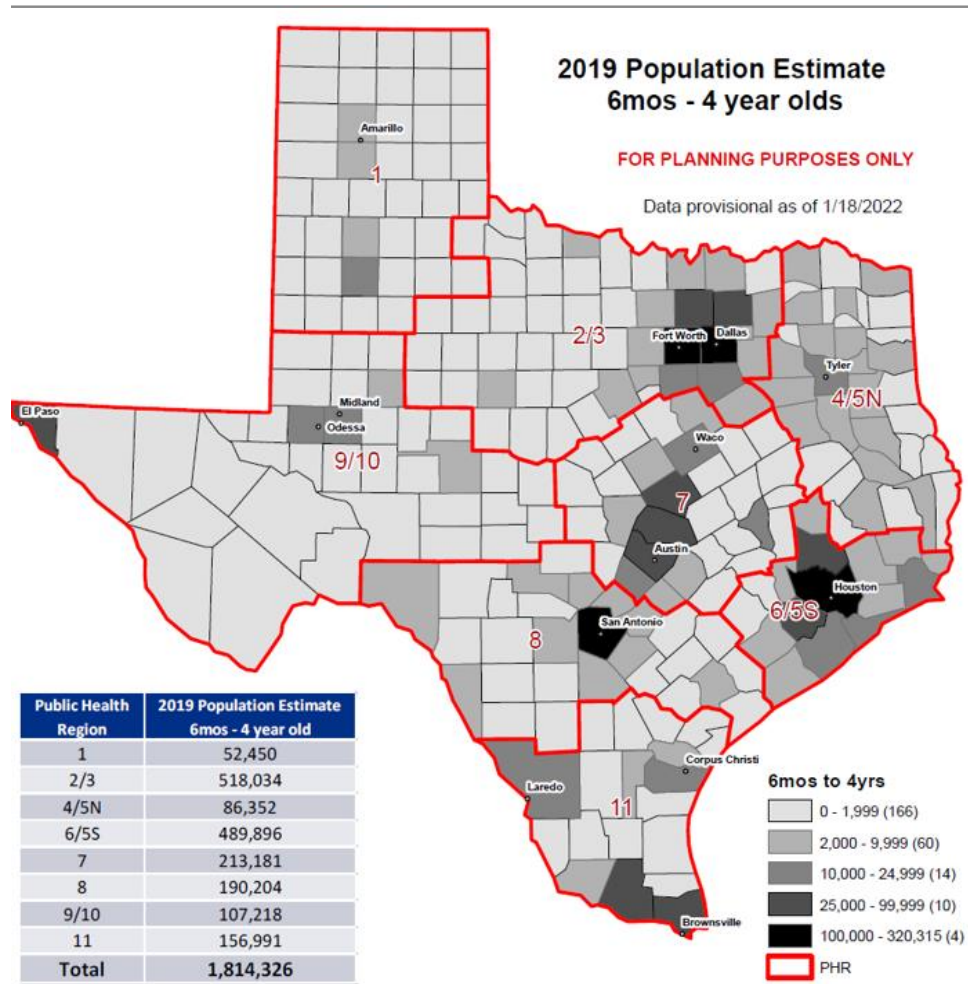 2019 Population Estimate
6mos - 4 year olds
FOR PLANNING PURPOSES ONLY
Data provisional as of 1/18/2022
Amarillo
1
2/3
Fort Worth
Dallas
Tyler
4/5N
El Paso
Midland
Odessa
9/10
Waco
7
Austin
Houston
6/5S
San Antonio
8
Corpus Christi
Laredo
11
Brownsville
Public Health Region 2019 Population Estimate 6mos - 4 year old
1 52,450
2/3 518,034
4/5N 86,352
6/5S 489,896
7 213,181
8 190,204
9/10 107,218
11 156,991
Total 1,814,326
6mos to 4yrs
0 - 1,999 (166)
2,000 - 9,999 (60)
10,000 - 24,999 (14)
25,000 - 99,999 (10)
100,000 - 320,315 (4)
PHR